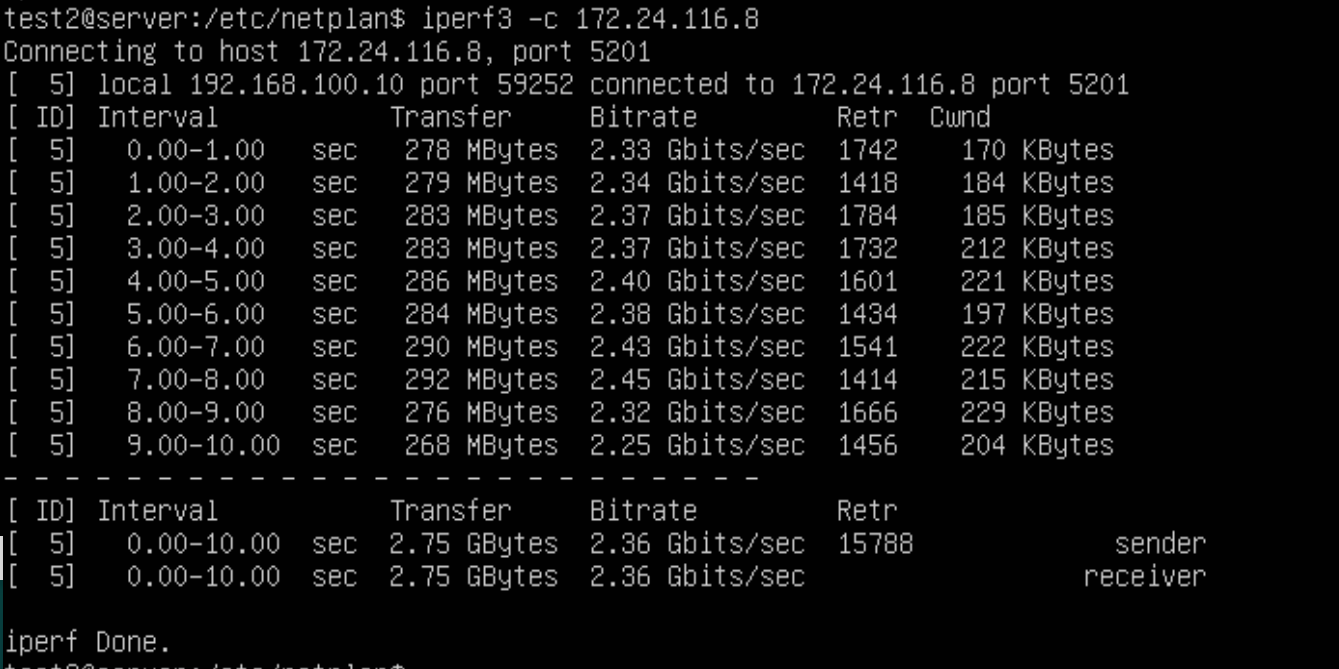 test2@server:/etc/netplan$ iperf3 -c 172.24.116.8
Connecting to host 172.24.116.8, port 5201
[  5] local 192.168.100.10 port 59252 connected to 172.24.116.8 port 5201
[ ID] Interval           Transfer     Bitrate         Retr  Cwnd
[  5]   0.00-1.00   sec   278 MBytes  2.33 Gbits/sec  1742    170 KBytes
[  5]   1.00-2.00   sec   279 MBytes  2.34 Gbits/sec  1418    184 KBytes
[  5]   2.00-3.00   sec   283 MBytes  2.37 Gbits/sec  1784    185 KBytes
[  5]   3.00-4.00   sec   283 MBytes  2.37 Gbits/sec  1732    212 KBytes
[  5]   4.00-5.00   sec   286 MBytes  2.40 Gbits/sec  1601    221 KBytes
[  5]   5.00-6.00   sec   284 MBytes  2.38 Gbits/sec  1434    197 KBytes
[  5]   6.00-7.00   sec   290 MBytes  2.43 Gbits/sec  1541    222 KBytes
[  5]   7.00-8.00   sec   292 MBytes  2.45 Gbits/sec  1414    215 KBytes
[  5]   8.00-9.00   sec   276 MBytes  2.32 Gbits/sec  1666    229 KBytes
[  5]   9.00-10.00  sec   268 MBytes  2.25 Gbits/sec  1456    204 KBytes
- - - - - - - - - - - - - - - - - - - - - - - - -
[ ID] Interval           Transfer     Bitrate         Retr
[  5]   0.00-10.00  sec  2.75 GBytes  2.36 Gbits/sec  15788             sender
[  5]   0.00-10.00  sec  2.75 GBytes  2.36 Gbits/sec                  receiver

iperf Done.
test2@server:/etc/netplan$